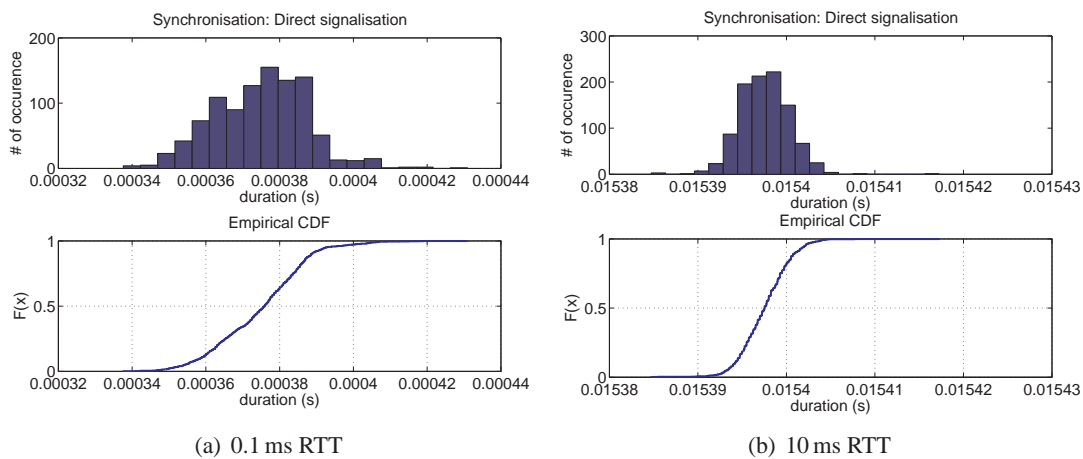 Synchronisation: Direct signalisation
200
100
0
# of occurence
0.00032 0.00034 0.00036 0.00038 0.0004 0.00042 0.00044
duration (s)
Empirical CDF
1
0.5
0
F(x)
0.00032 0.00034 0.00036 0.00038 0.0004 0.00042 0.00044
duration (s)
(a) 0.1 ms RTT
Synchronisation: Direct signalisation
300
200
100
0
# of occurence
0.01538 0.01539 0.0154 0.01541 0.01542 0.01543
duration (s)
Empirical CDF
1
0.5
0
F(x)
0.01538 0.01539 0.0154 0.01541 0.01542 0.01543
duration (s)
(b) 10 ms RTT